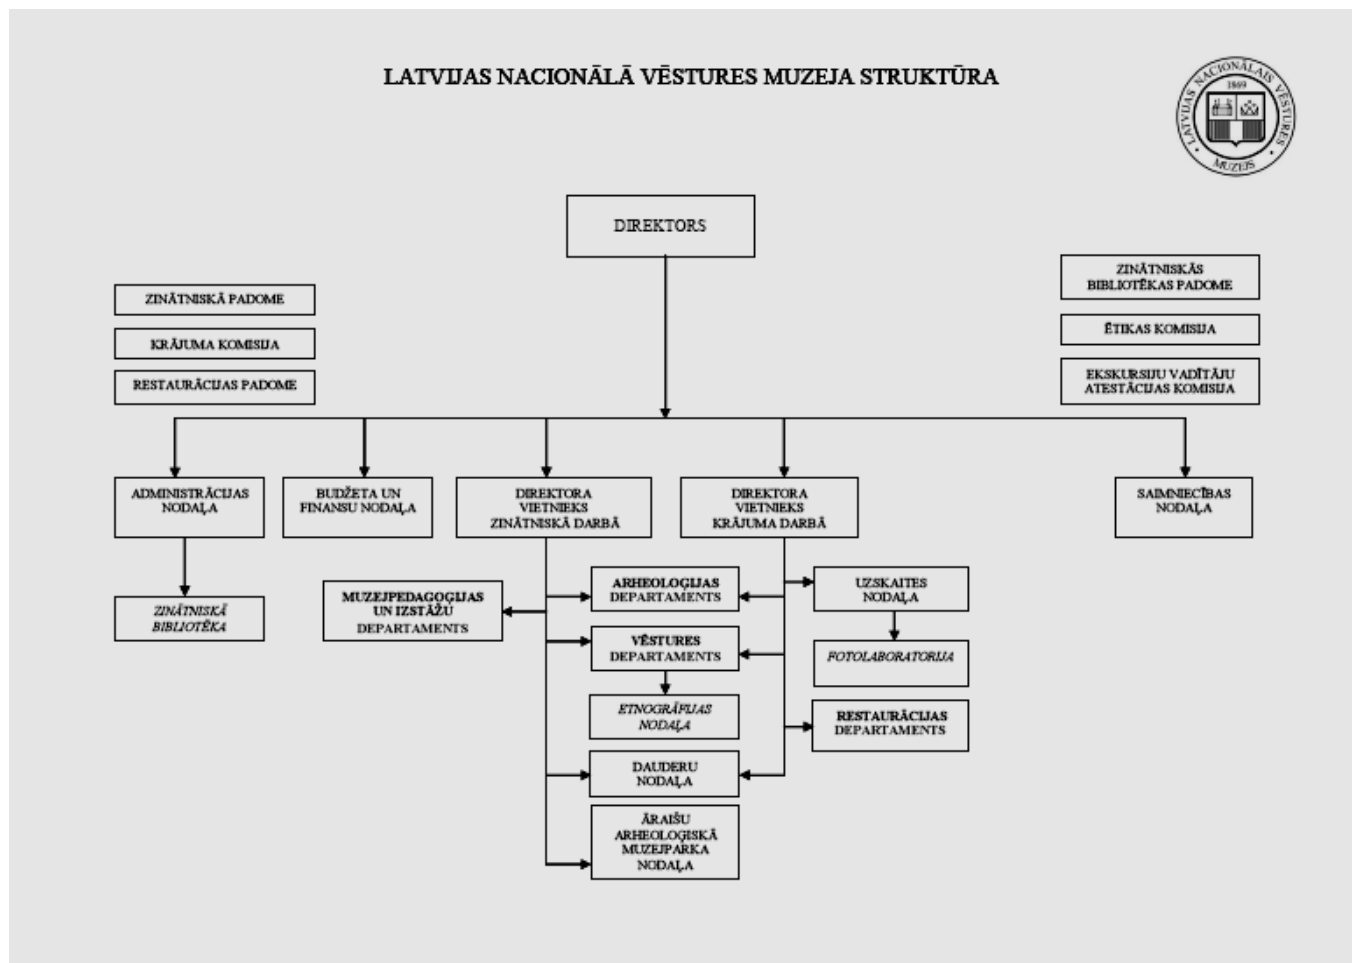 LATVIJAS NACIONĀLĀ VĒSTURES MUZEJA STRUKTŪRA
LATVIJAS NACIONĀLAIS VĒSTURES
1869
MUZEJS
DIREKTORS
ZINĀTNISKĀ PADOME
KRĀJUMA KOMISIJA
RESTAURĀCIJAS PADOME
ZINĀTNISKĀS
BIBLIOTĒKAS PADOME
ĒTIKAS KOMISIJA
EKSKURSIJU VADĪTĀJU
ATESTĀCIJAS KOMISIJA
ADMINISTRĀCIJAS
NODAĻA
BUDŽETA UN
FINANSU NODAĻA
DIREKTORA
VIETNIEKS
ZINĀTNISKĀ DARBĀ
DIREKTORA
VIETNIEKS
KRĀJUMA DARBĀ
SAIMNIECĪBAS
NODAĻA
ZINĀTNISKĀ
BIBLIOTĒKA
MUZEJPEDAGOĢIJAS
UN IZSTĀŽU
DEPARTAMENTS
ARHEOLOĢIJAS
DEPARTAMENTS
VĒSTURES
DEPARTAMENTS
ETNOGRĀFIJAS
NODAĻA
DAUDERU
NODAĻA
ĀRAIŠU
ARHEOLOĢISKĀ
MUZEJPARKA
NODAĻA
UZSKAITES
NODAĻA
FOTOLABORATORIJA
RESTAURĀCIJAS
DEPARTAMENTS